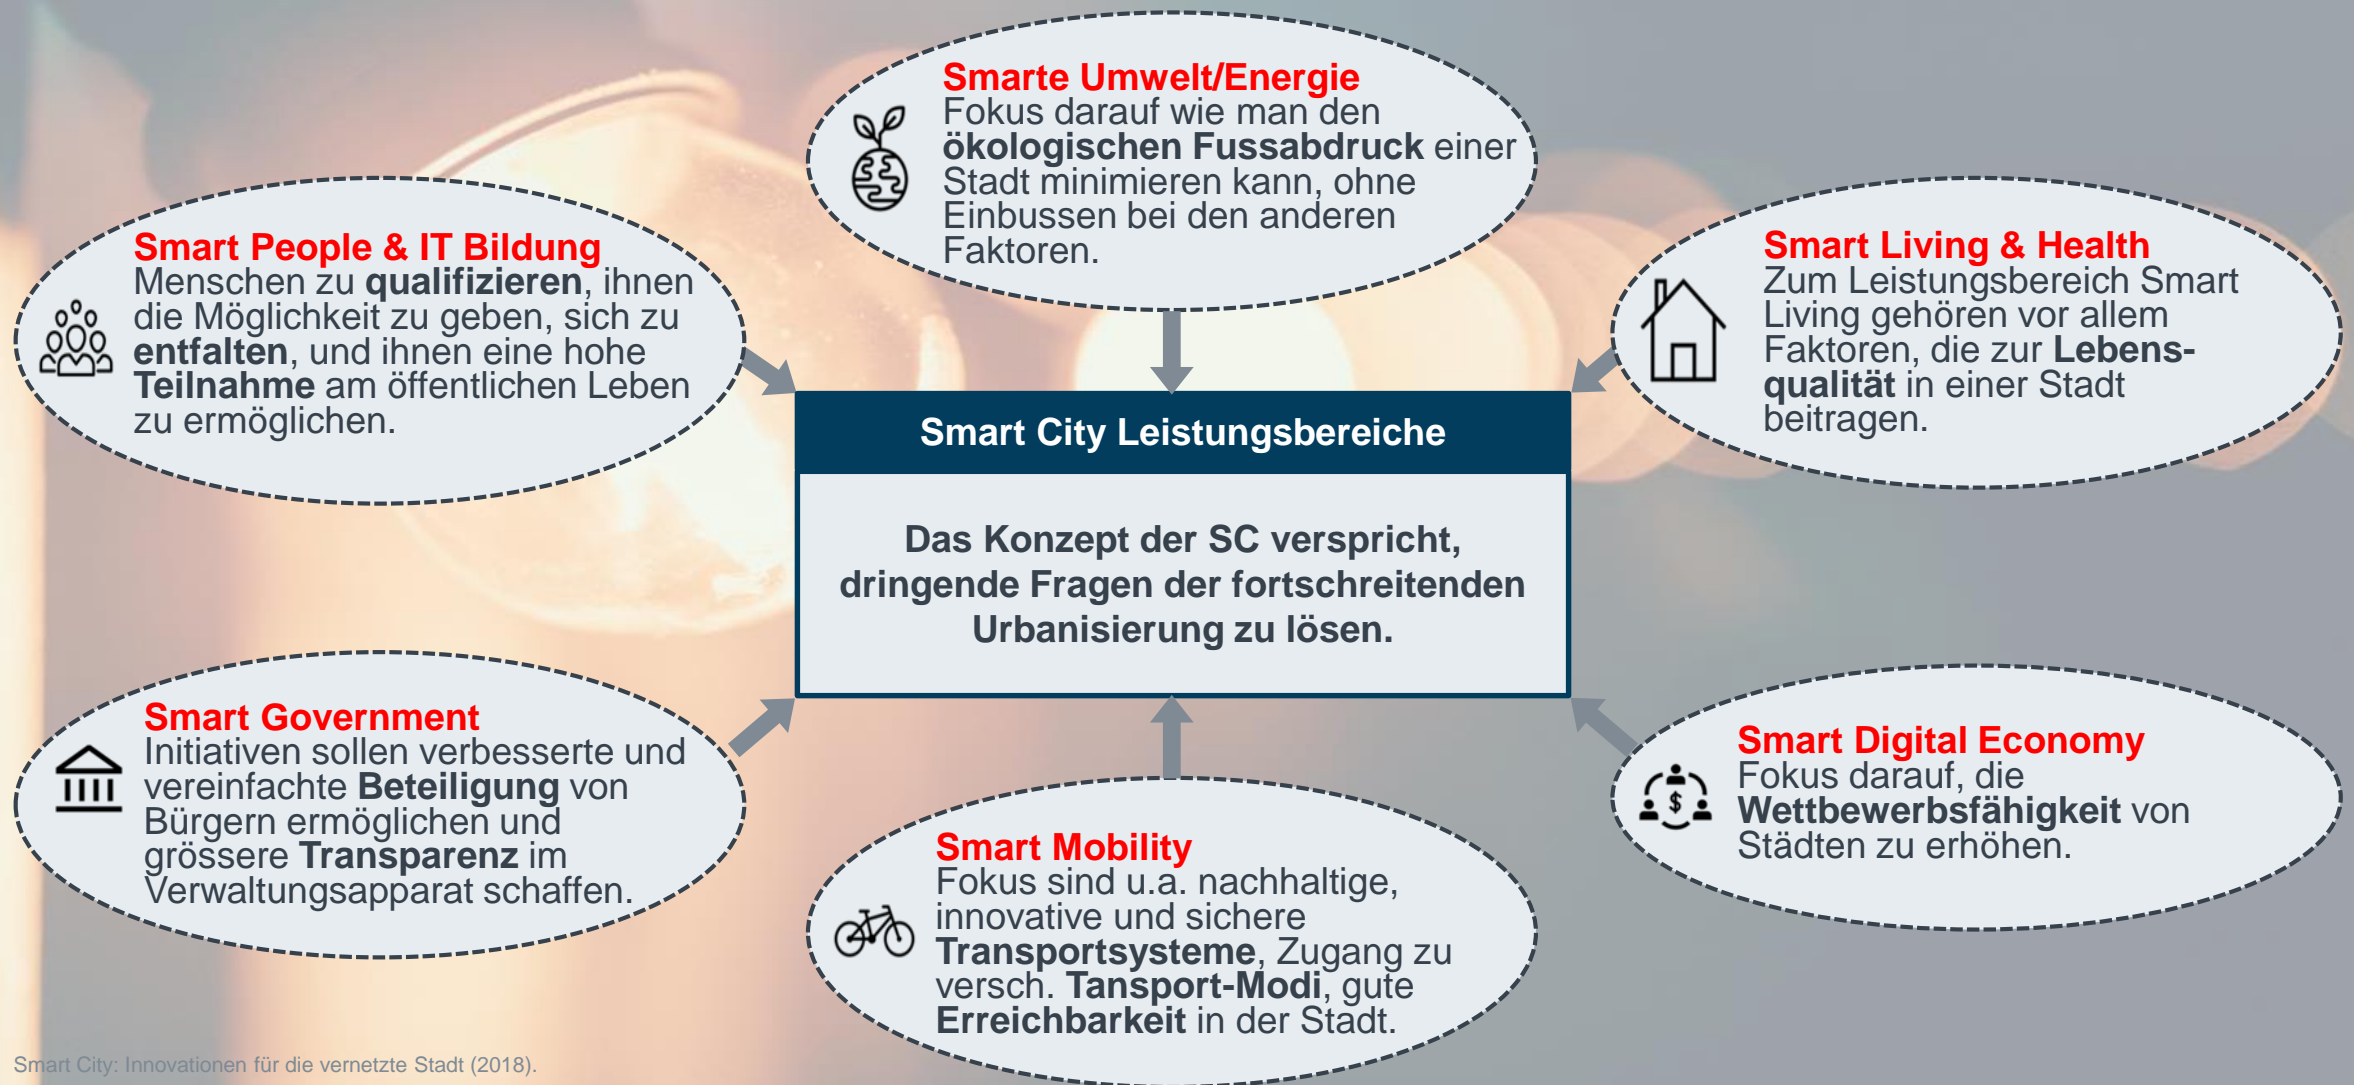 Smarte Umwelt/Energie
Fokus darauf wie man den
ökologischen Fussabdruck einer
Stadt minimieren kann, ohne
Einbussen bei den anderen
Faktoren.
Smart People & IT Bildung
Menschen zu qualifizieren, ihnen
die Möglichkeit zu geben, sich zu
entfalten, und ihnen eine hohe
Teilnahme am öffentlichen Leben
zu ermöglichen.
Smart Living & Health
Zum Leistungsbereich Smart
Living gehören vor allem
Faktoren, die zur Lebens-
qualität in einer Stadt
beitragen.
Smart City Leistungsbereiche
Das Konzept der SC verspricht,
dringende Fragen der fortschreitenden
Urbanisierung zu lösen.
Smart Government
Initiativen sollen verbesserte und
vereinfachte Beteiligung von
Bürgern ermöglichen und
grössere Transparenz im
Verwaltungsapparat schaffen.
Smart Mobility
Fokus sind u.a. nachhaltige,
innovative und sichere
Transportsysteme, Zugang zu
versch. Tansport-Modi, gute
Erreichbarkeit in der Stadt.
Smart Digital Economy
Fokus darauf, die
Wettbewerbsfähigkeit von
Städten zu erhöhen.
$
Smart City: Innovationen für die vernetzte Stadt (2018).